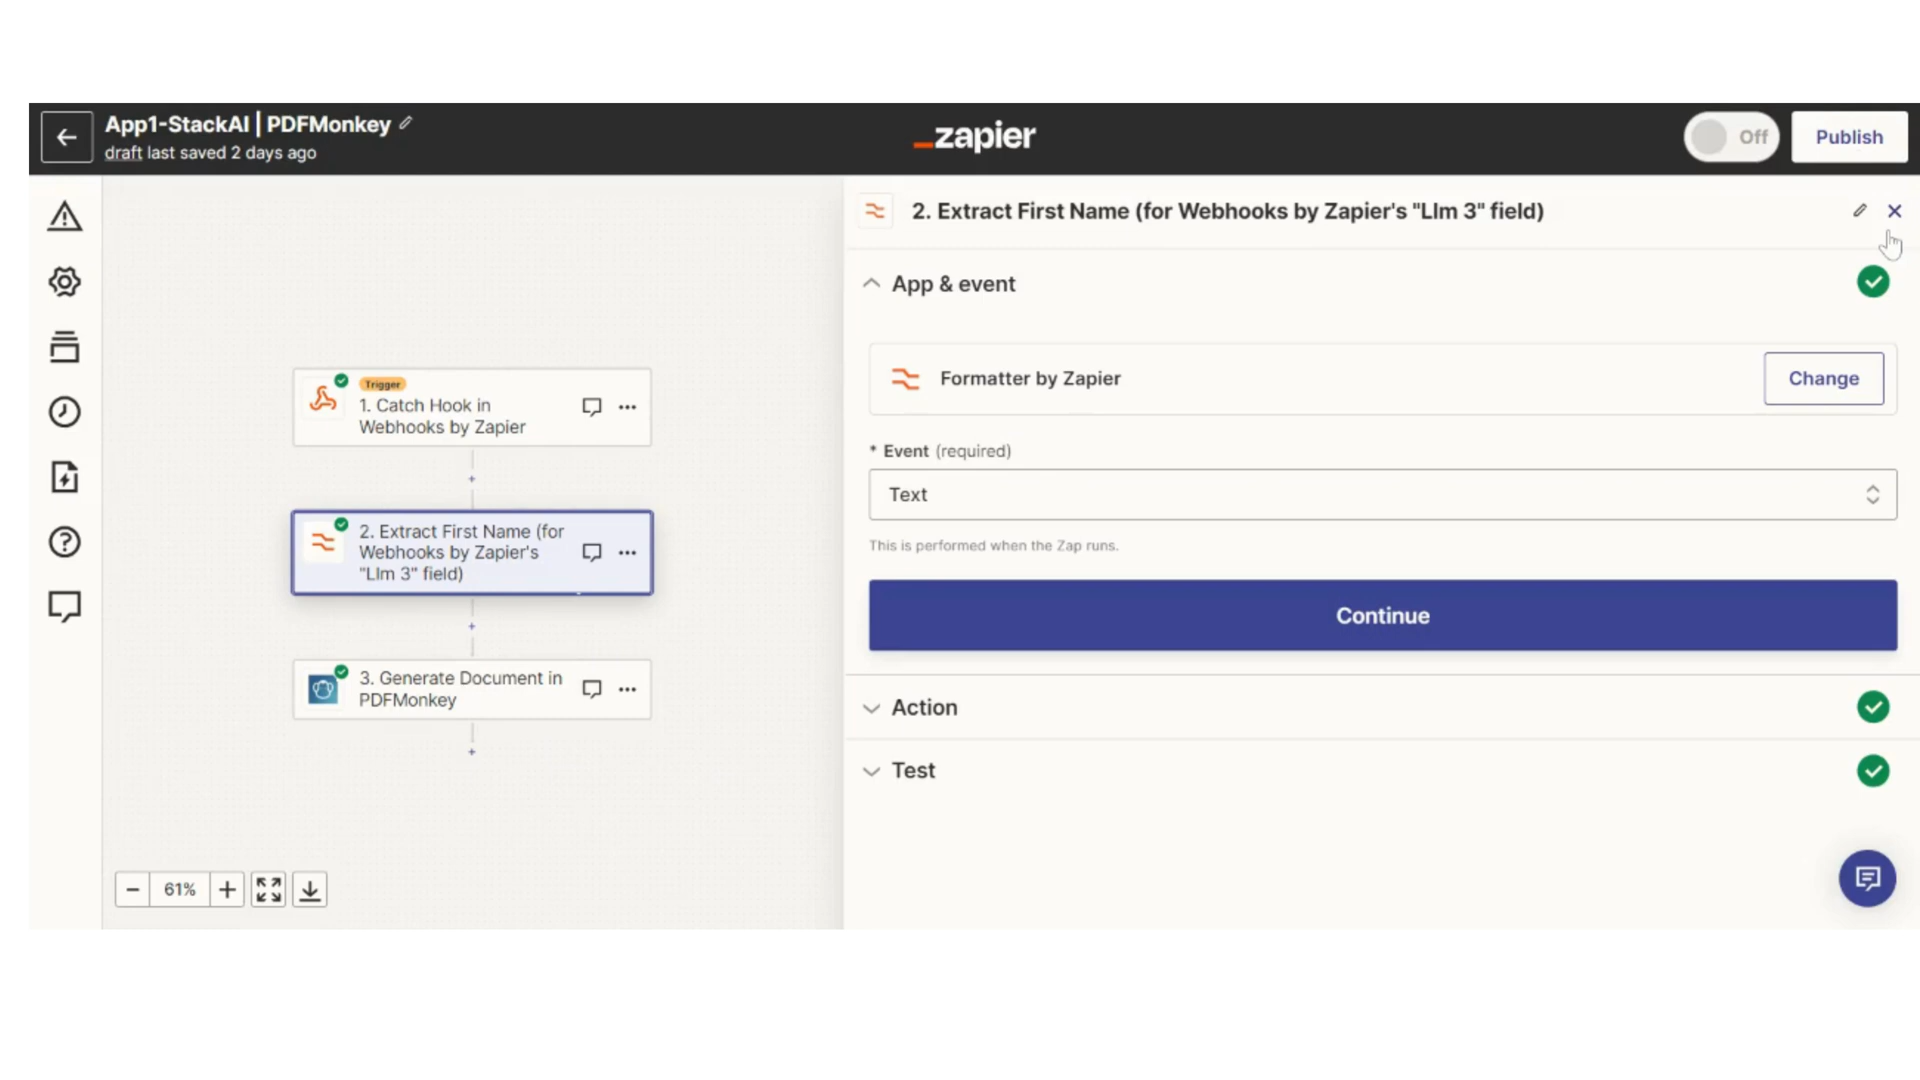 App1-StackAI | PDFMonkey
draft last saved 2 days ago
_zapier
Off
Publish
Trigger
1. Catch Hook in
Webhooks by Zapier
2. Extract First Name (for
Webhooks by Zapier's
"Llm 3" field)
3. Generate Document in
PDFMonkey
61%
2. Extract First Name (for Webhooks by Zapier's "Llm 3" field)
App & event
Formatter by Zapier
Change
* Event (required)
Text
This is performed when the Zap runs.
Continue
Action
Test